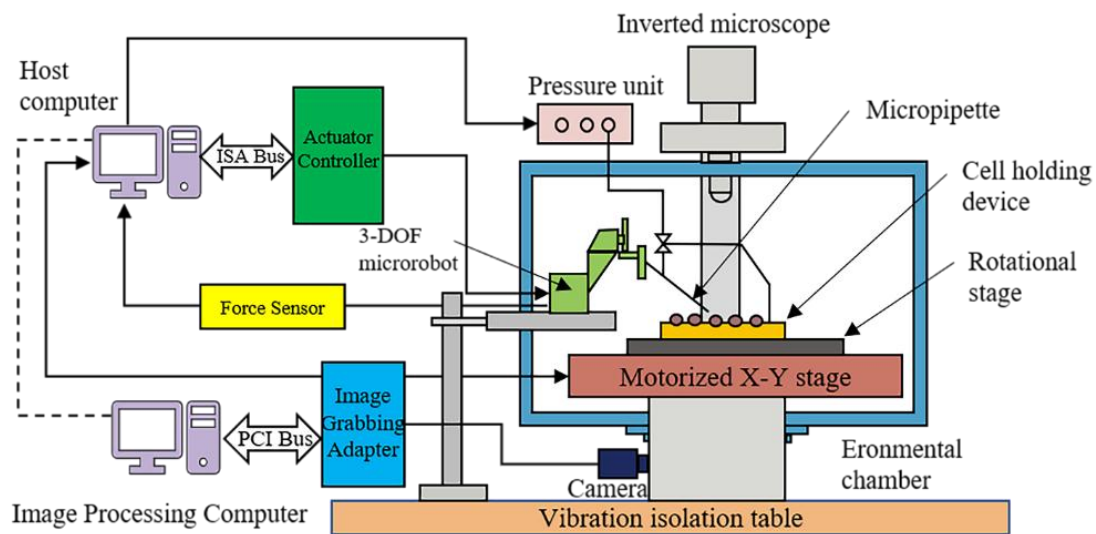 Inverted microscope
Host
computer
Pressure unit
Micropipette
Actuator
Controller
ISA Bus
Cell holding
device
3-DOF
microrobot
Rotational
stage
Force Sensor
Motorized X-Y stage
Image
Grabbing
Adapter
PCI Bus
Eronmental
chamber
Camera
Image Processing Computer
Vibration isolation table